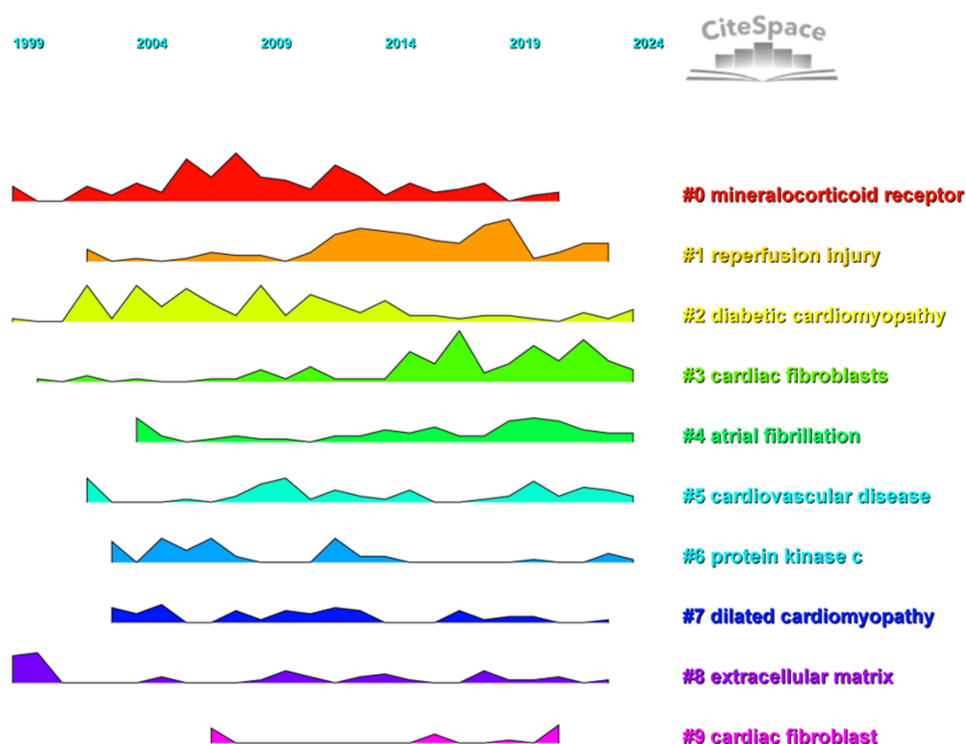 1999 2004 2009 2014 2019 2024
CiteSpace
#0 mineralocorticoid receptor
#1 reperfusion injury
#2 diabetic cardiomyopathy
#3 cardiac fibroblasts
#4 atrial fibrillation
#5 cardiovascular disease
#6 protein kinase c
#7 dilated cardiomyopathy
#8 extracellular matrix
#9 cardiac fibroblast